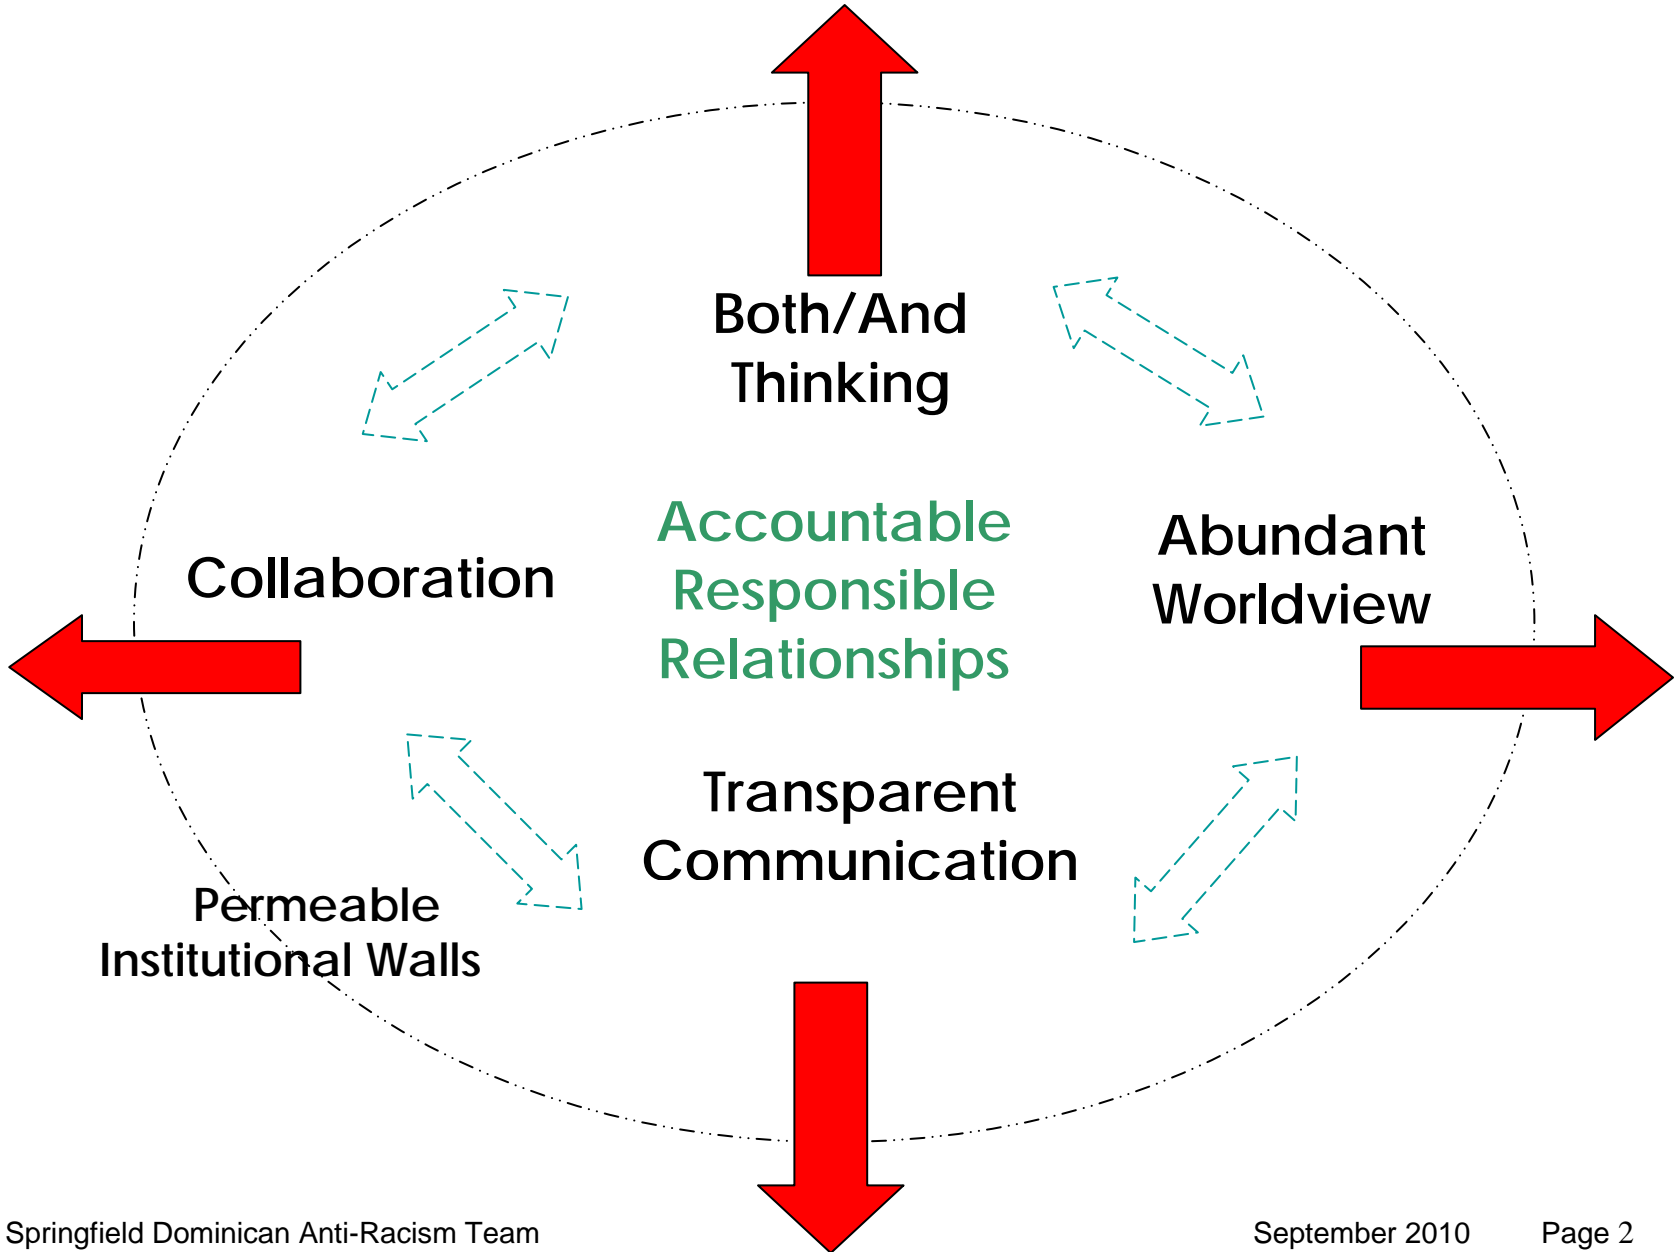 Both/And
Thinking
Accountable
Responsible
Relationships
Collaboration
Abundant
Worldview
Transparent
Communication
Permeable
Institutional Walls
Springfield Dominican Anti-Racism Team
September 2010 Page 2